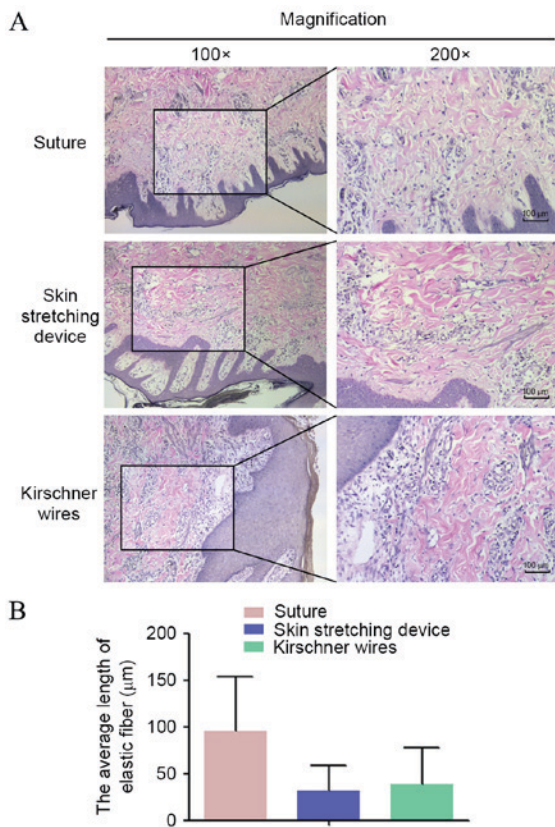 A
Magnification
100×
200×
Suture
100 μm
Skin
stretching
device
100 μm
Kirschner
wires
100 μm
B
Suture
Skin stretching device
Kirschner wires
The average length of
elastic fiber (μm)
200
150
100
50
0